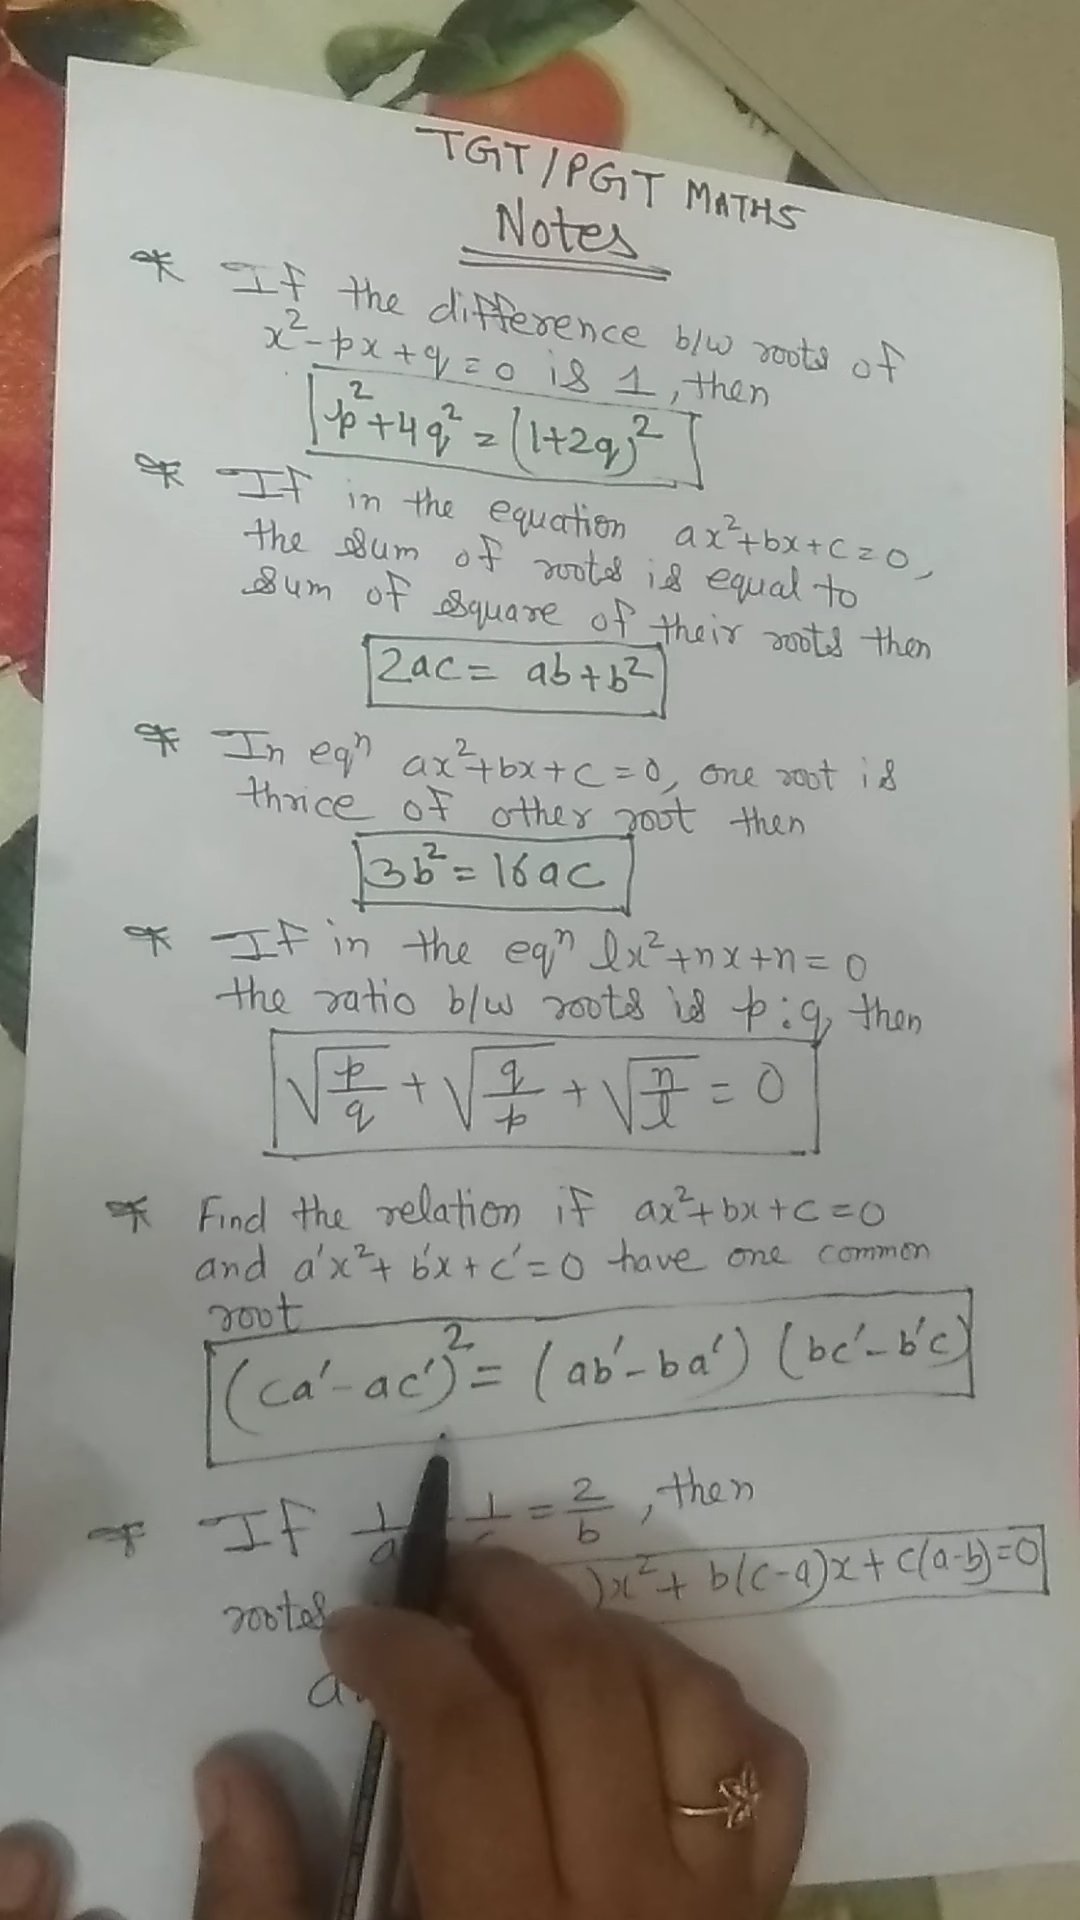 TGT/PGT MATHS
Notes
* If the difference b/w roots of
x²-px+q=0 is 1, then
p²+4q²=(1+2q)²
* If in the equation ax²+bx+c=0,
the sum of roots is equal to
sum of square of their roots then
2ac= ab+b²
* In eqⁿ ax²+bx+c=0, one root is
thrice of other root then
3b²=16ac
* If in the eqⁿ lx²+nx+n=0
the ratio b/w roots is p:q, then
√p/q + √q/p + √n/l = 0
* Find the relation if ax²+bx+c=0
and a'x²+b'x+c'=0 have one common
root
(ca'-ac')²=(ab'-ba') (bc'-b'c)
* If 1/a 1/ = 2/b, then
roots )x²+ b(c-a)x+c(a-b)=0